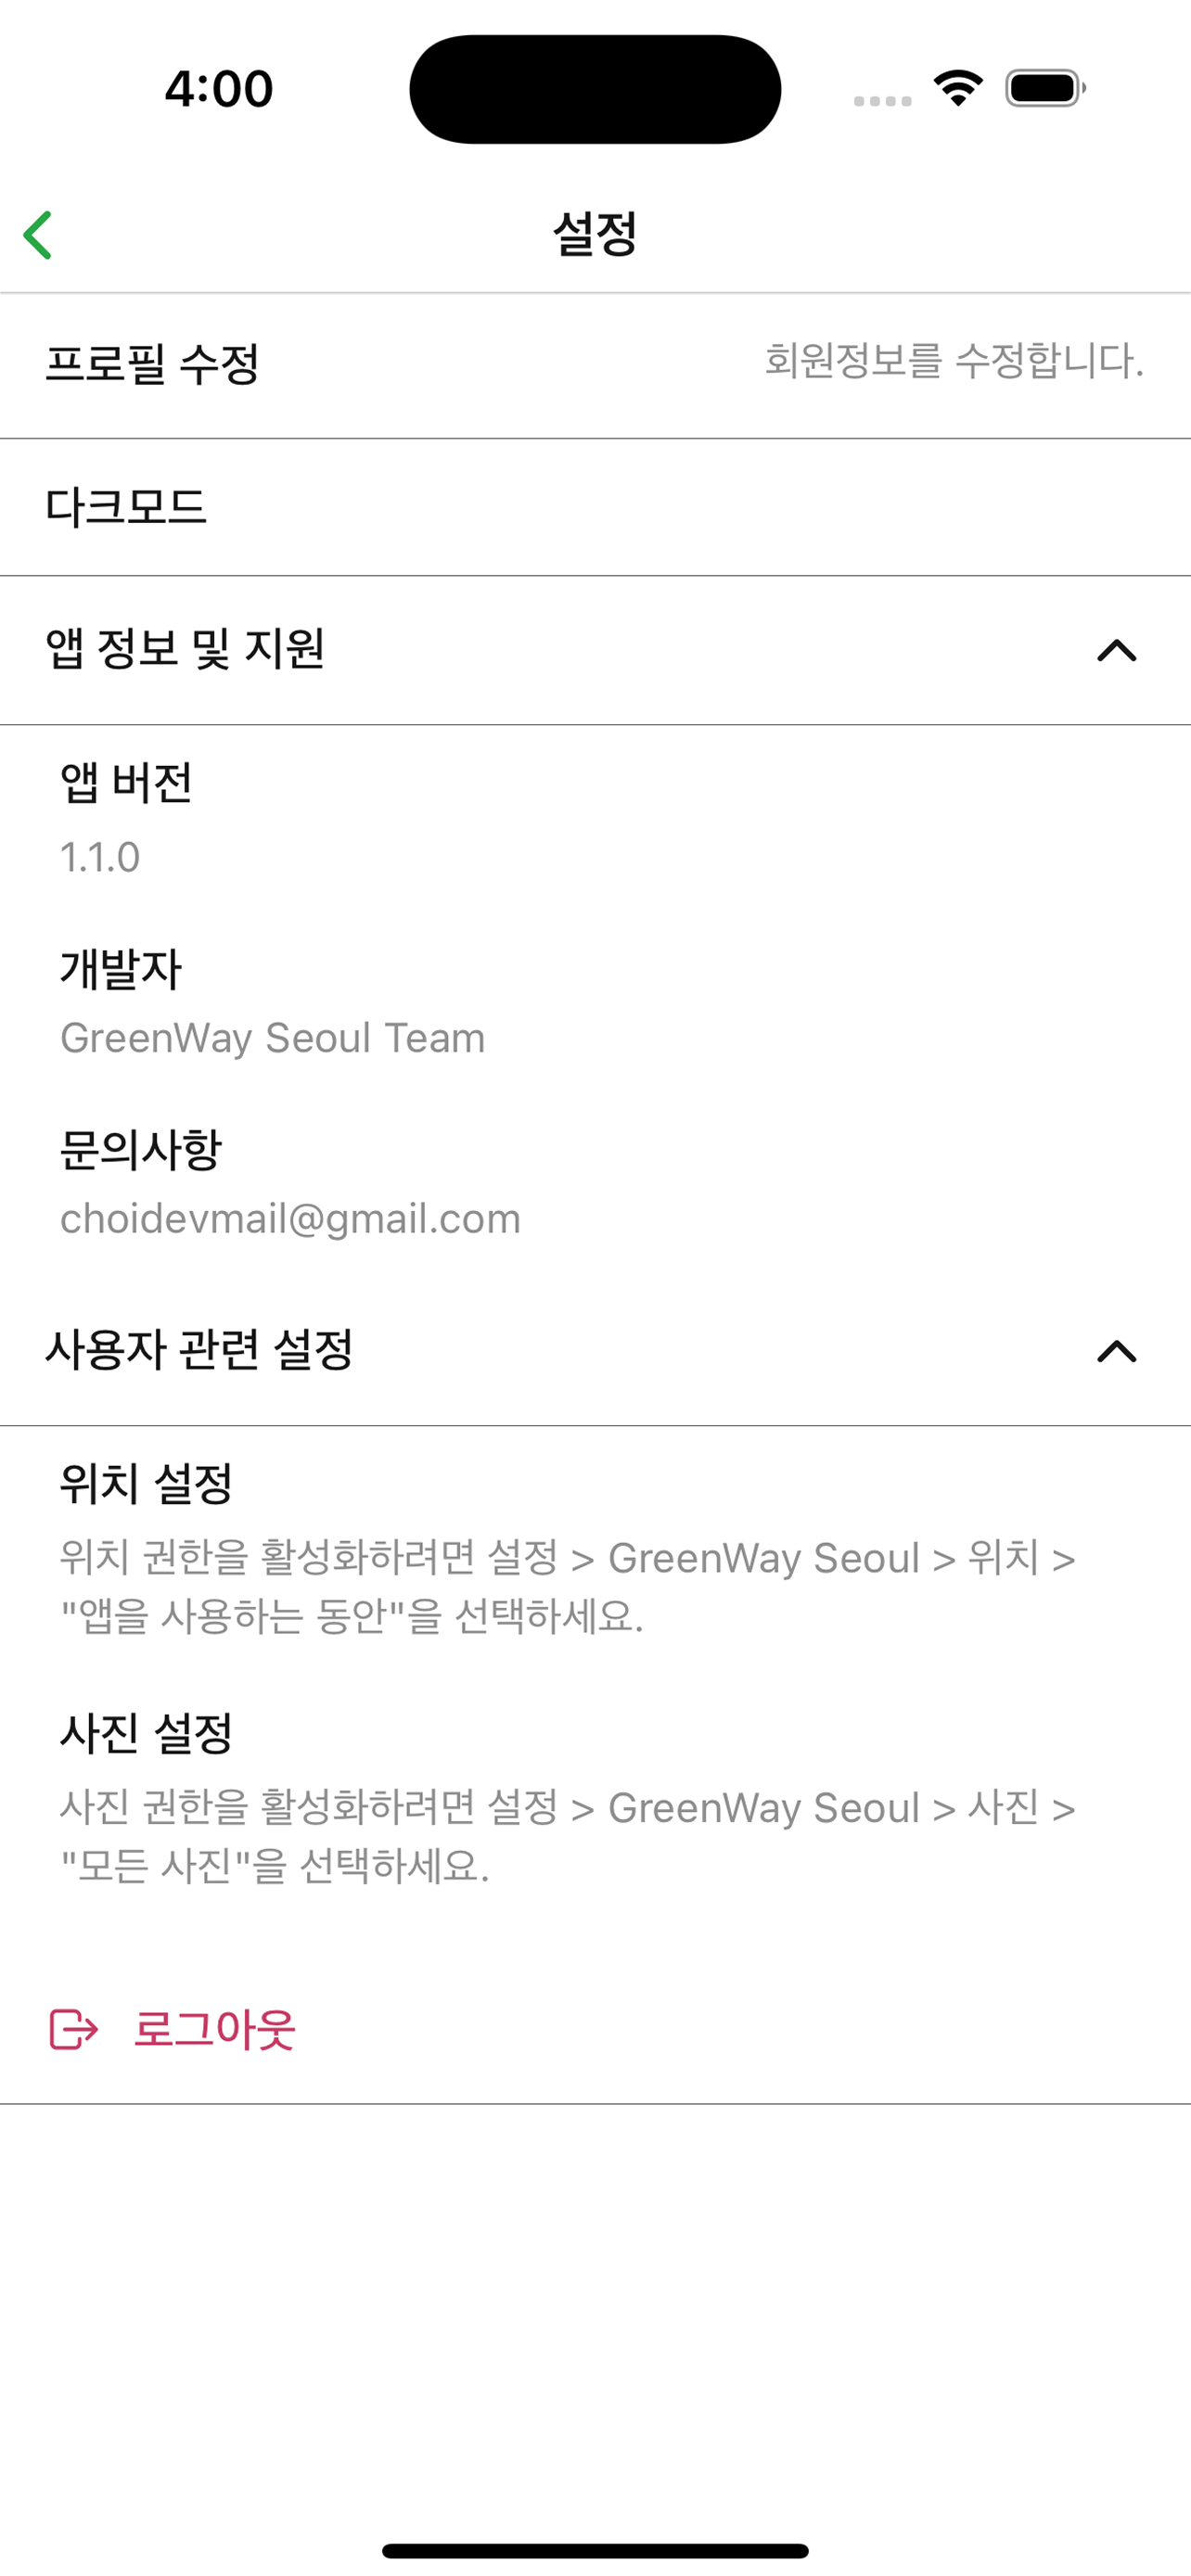 4:00
설정
프로필 수정 회원정보를 수정합니다.
다크모드
앱 정보 및 지원
앱 버전
1.1.0
개발자
GreenWay Seoul Team
문의사항
choidevmail@gmail.com
사용자 관련 설정
위치 설정
위치 권한을 활성화하려면 설정 > GreenWay Seoul > 위치 >
"앱을 사용하는 동안"을 선택하세요.
사진 설정
사진 권한을 활성화하려면 설정 > GreenWay Seoul > 사진 >
"모든 사진"을 선택하세요.
로그아웃